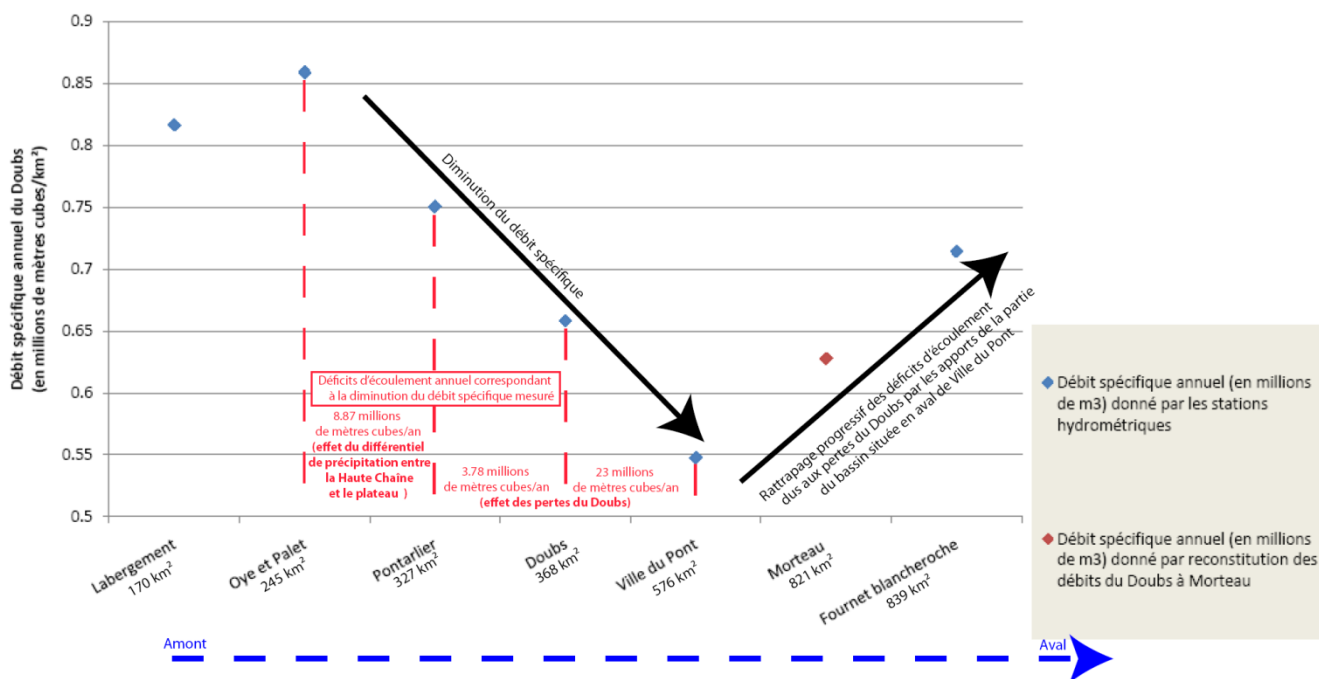 Débit spécifique annuel du Doubs
(en millions de mètres cubes/km²)
0.9
0.85
0.8
0.75
0.7
0.65
0.6
0.55
0.5
Diminution du débit spécifique
Déficits d'écoulement annuel correspondant
à la diminution du débit spécifique mesuré
8.87 millions
de mètres cubes/an
(effet du différentiel
de précipitation entre
la Haute Chaîne
et le plateau )
3.78 millions
de mètres cubes/an
23 millions
de mètres cubes/an
(effet des pertes du Doubs)
Rattrapage progressif des déficits d'écoulement
dus aux pertes du Doubs par les apports de la partie
du bassin située en aval de Ville du Pont
Labergement
170 km²
Oye et Palet
245 km²
Pontarlier
327 km²
Doubs
368 km²
Ville du Pont
576 km²
Morteau
821 km²
Fournet blancheroche
839 km²
Amont
Aval
Débit spécifique annuel (en millions
de m3) donné par les stations
hydrométriques
Débit spécifique annuel (en millions
de m3) donné par reconstitution des
débits du Doubs à Morteau